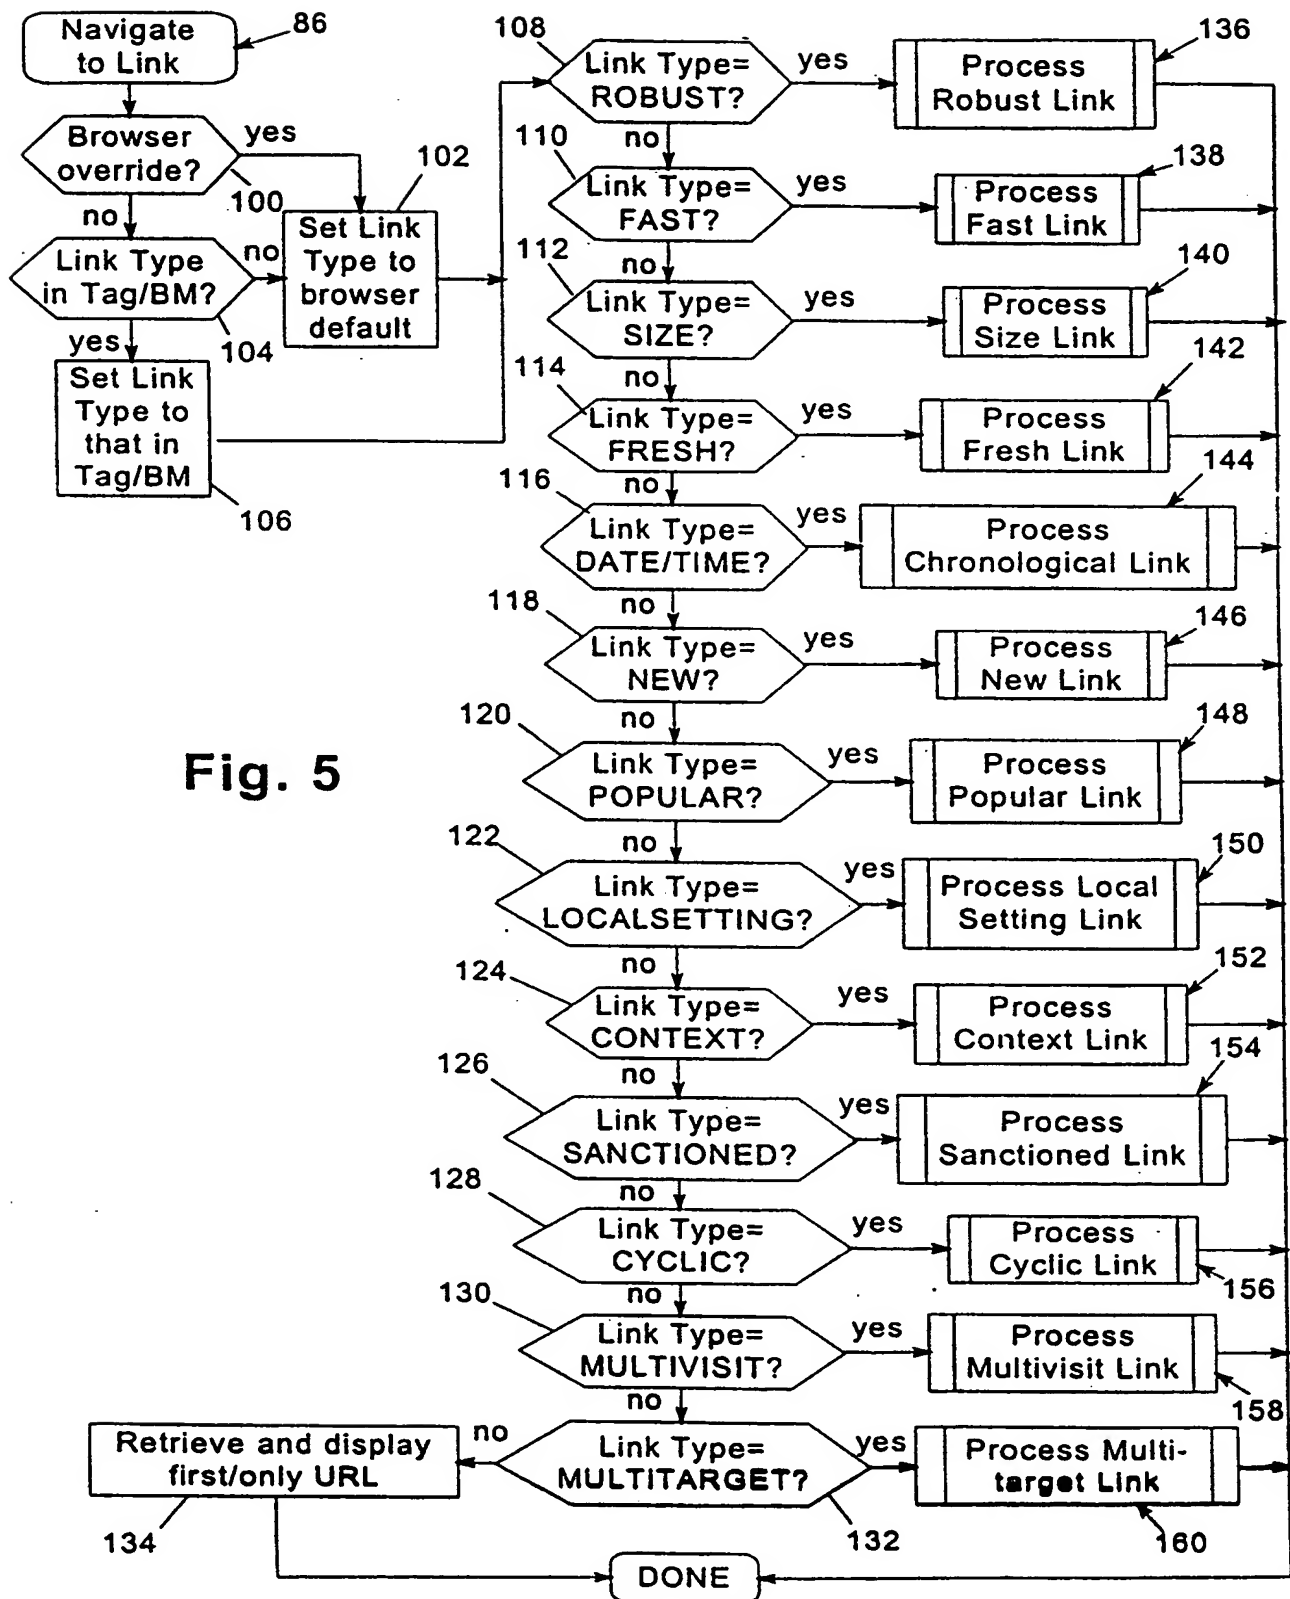 Navigate
to Link
86
Browser
override?
yes
100
no
102
Set Link
Type to
browser
default
Link Type
in Tag/BM?
no
104
yes
Set Link
Type to
that in
Tag/BM
106
108
Link Type=
ROBUST?
yes
Process
Robust Link
136
no
110
Link Type=
FAST?
yes
Process
Fast Link
138
no
112
Link Type=
SIZE?
yes
Process
Size Link
140
no
114
Link Type=
FRESH?
yes
Process
Fresh Link
142
no
116
Link Type=
DATE/TIME?
yes
Process
Chronological Link
144
no
118
Link Type=
NEW?
yes
Process
New Link
146
no
120
Link Type=
POPULAR?
yes
Process
Popular Link
148
Fig. 5
no
122
Link Type=
LOCALSETTING?
yes
Process Local
Setting Link
150
no
124
Link Type=
CONTEXT?
yes
Process
Context Link
152
no
126
Link Type=
SANCTIONED?
yes
Process
Sanctioned Link
154
no
128
Link Type=
CYCLIC?
yes
Process
Cyclic Link
156
no
130
Link Type=
MULTIVISIT?
yes
Process
Multivisit Link
158
no
Link Type=
MULTITARGET?
132
yes
Process Multi-
target Link
160
no
Retrieve and display
first/only URL
134
DONE